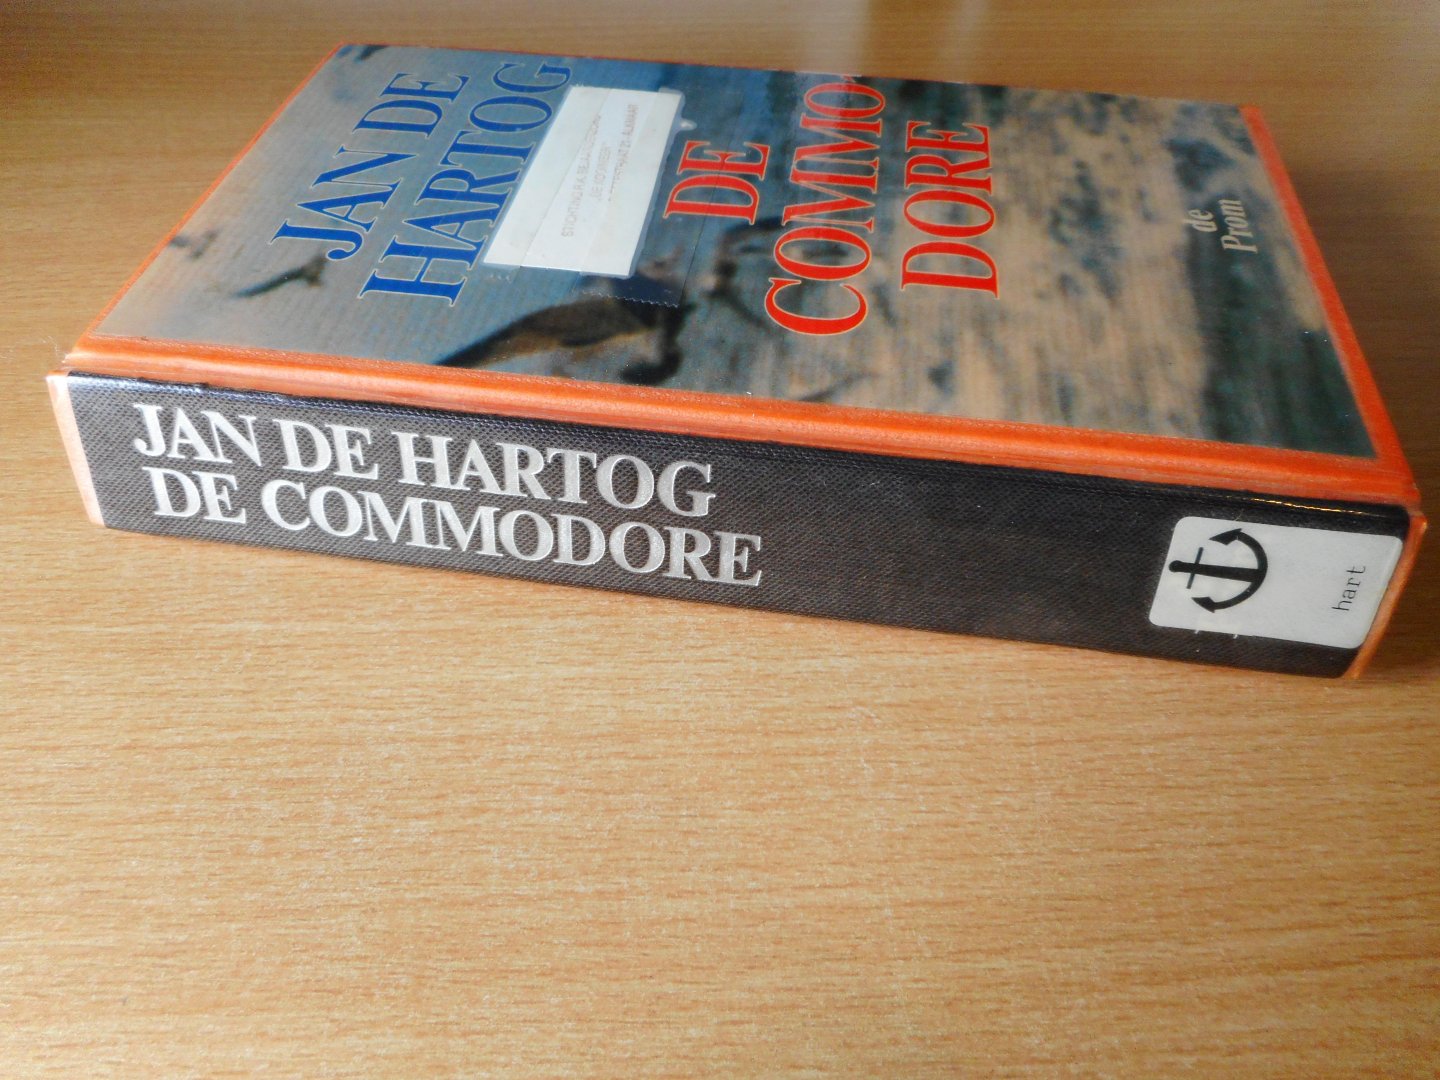 JAN DE
HARTOG
DE
COMMO-
DORE
de
Prom
JAN DE HARTOG
DE COMMODORE
hart